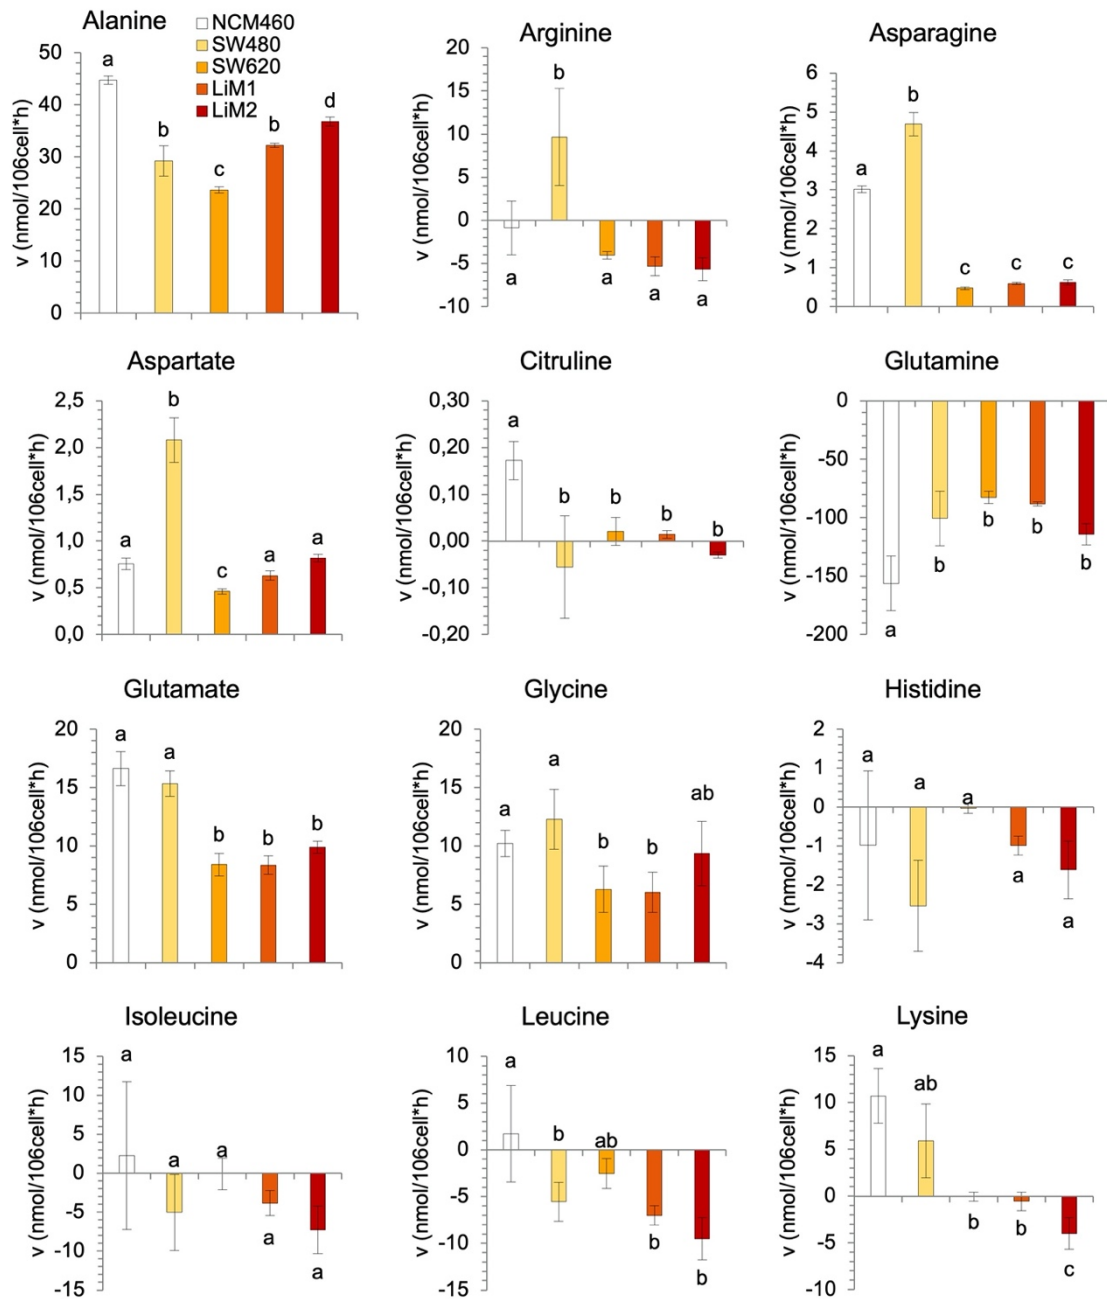 Alanine
NCM460
SW480
SW620
LiM1
LiM2
v (nmol/106cell*h)
50
40
30
20
10
0
a
b
c
b
d
Arginine
v (nmol/106cell*h)
20
15
10
5
0
-5
-10
a
b
a
a
a
Asparagine
v (nmol/106cell*h)
6
5
4
3
2
1
0
a
b
c
c
c
Aspartate
v (nmol/106cell*h)
2,5
2,0
1,5
1,0
0,5
0,0
a
b
c
a
a
Citruline
v (nmol/106cell*h)
0,30
0,20
0,10
0,00
-0,10
-0,20
a
b
b
b
b
Glutamine
v (nmol/106cell*h)
0
-50
-100
-150
-200
a
b
b
b
b
Glutamate
v (nmol/106cell*h)
20
15
10
5
0
a
a
b
b
b
Glycine
v (nmol/106cell*h)
20
15
10
5
0
a
a
b
b
ab
Histidine
v (nmol/106cell*h)
2
1
0
-1
-2
-3
-4
a
a
a
a
a
Isoleucine
v (nmol/106cell*h)
15
10
5
0
-5
-10
-15
a
a
a
a
a
Leucine
v (nmol/106cell*h)
10
5
0
-5
-10
-15
a
b
ab
b
b
Lysine
v (nmol/106cell*h)
15
10
5
0
-5
-10
a
ab
b
b
c